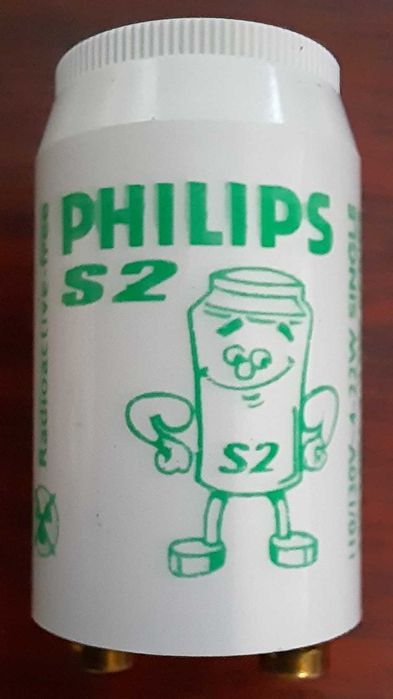 PHILIPS
S2
S2
Radioactive-free
110/130V 4-22W SINGLE